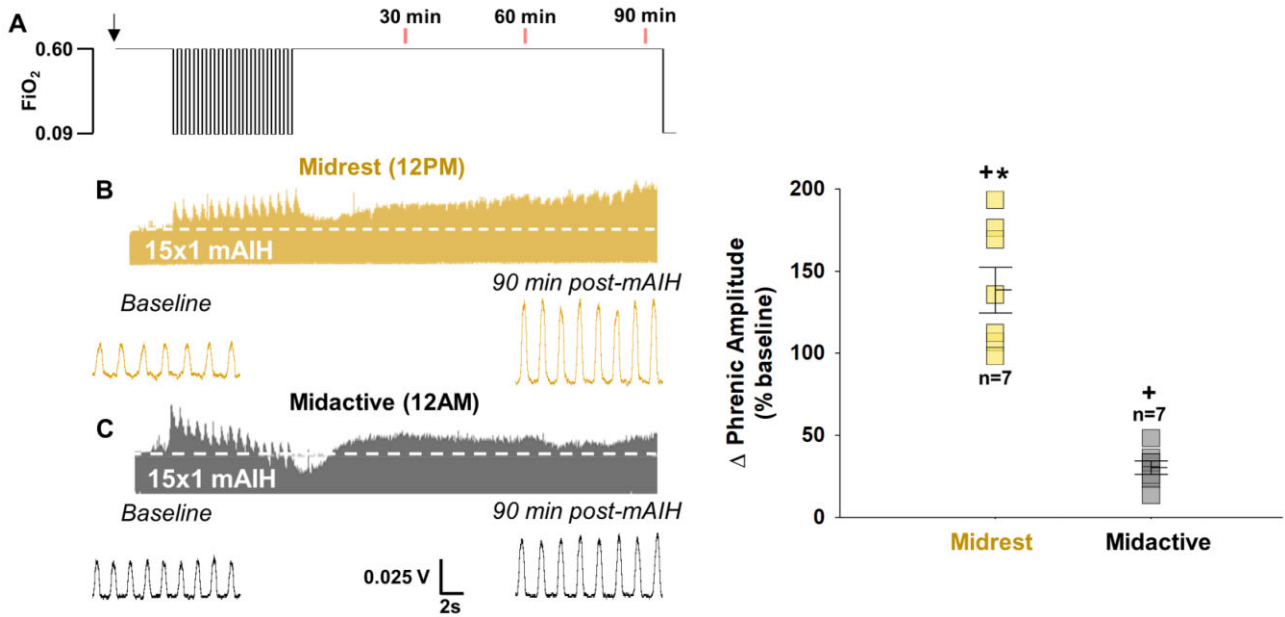 A
30 min
60 min
90 min
0.60
FiO2
0.09
Midrest (12PM)
B
15x1 mAIH
Baseline
90 min post-mAIH
Midactive (12AM)
C
15x1 mAIH
Baseline
90 min post-mAIH
0.025 V
2s
Δ Phrenic Amplitude
(% baseline)
200
150
100
50
0
+*
n=7
+
n=7
Midrest
Midactive